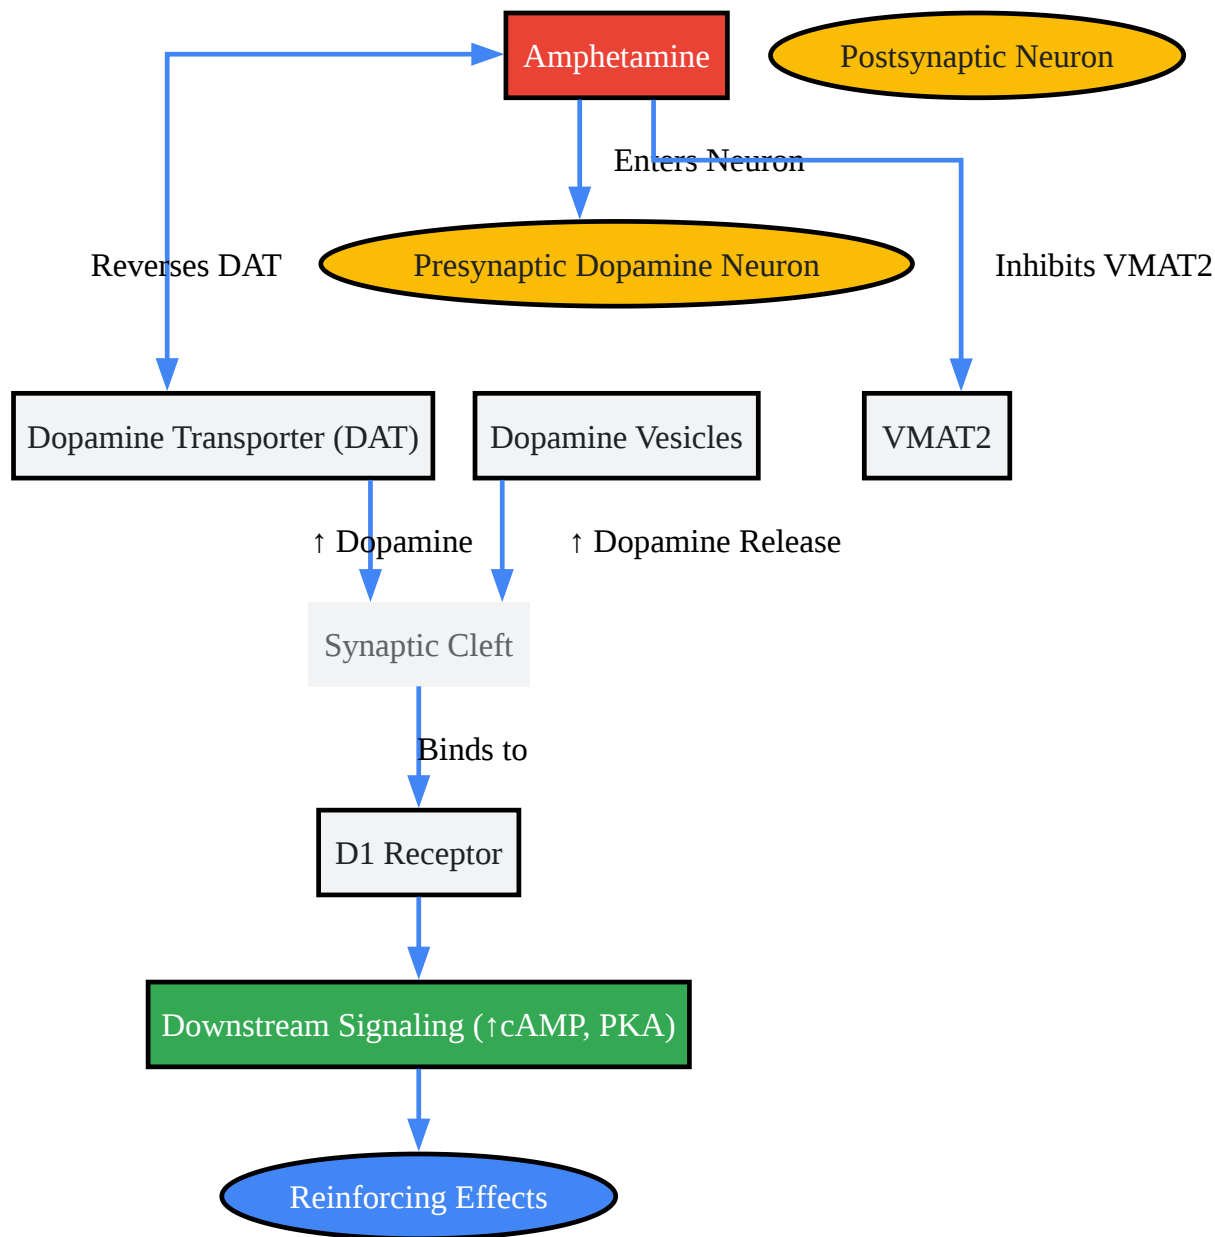 Amphetamine
Postsynaptic Neuron
Enters Neuron
Reverses DAT
Presynaptic Dopamine Neuron
Inhibits VMAT2
Dopamine Transporter (DAT)
Dopamine Vesicles
VMAT2
↑ Dopamine
↑ Dopamine Release
Synaptic Cleft
Binds to
D1 Receptor
Downstream Signaling (↑cAMP, PKA)
Reinforcing Effects